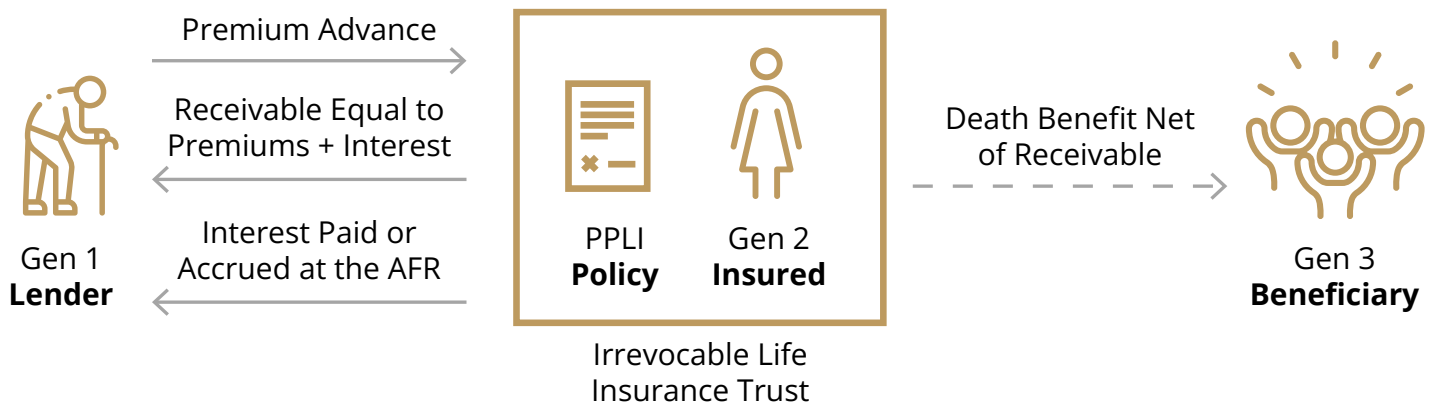 Premium Advance
Receivable Equal to
Premiums + Interest
Interest Paid or
Accrued at the AFR
Gen 1
Lender
PPLI
Policy
Gen 2
Insured
Irrevocable Life
Insurance Trust
Death Benefit Net
of Receivable
Gen 3
Beneficiary